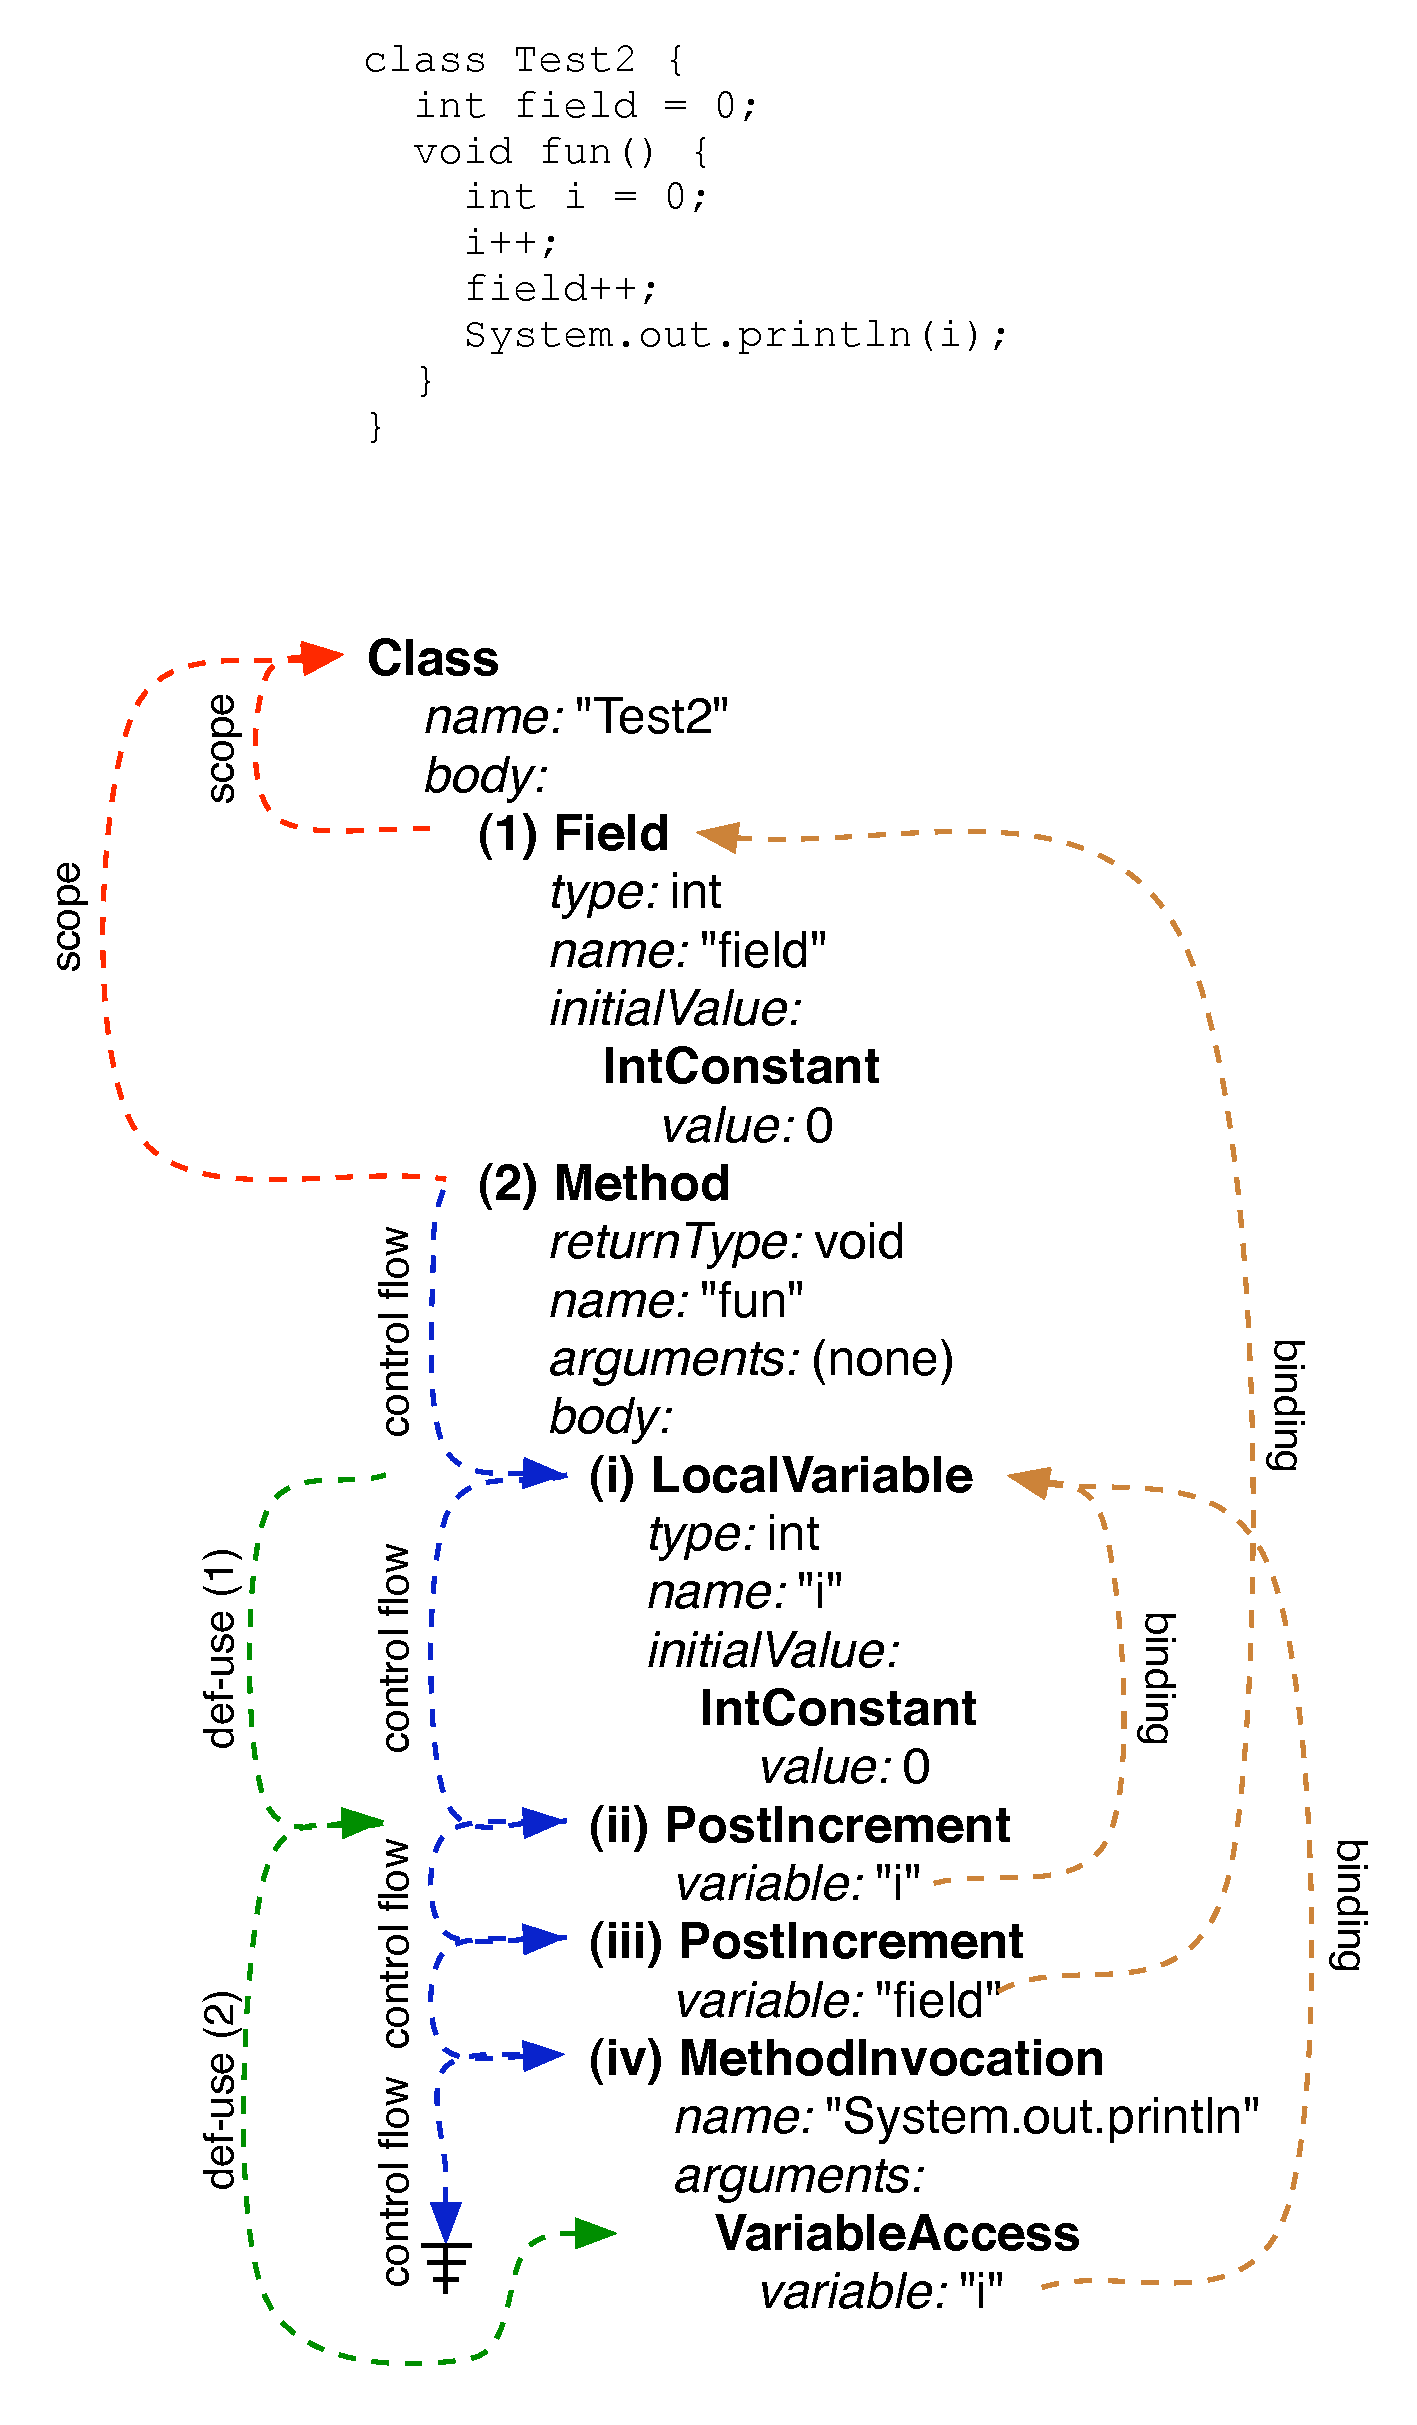 class Test2 {
int field = 0;
void fun() {
int i = 0;
i++;
field++;
System.out.println(i);
}
}
Class
name: "Test2"
body:
scope
(1) Field
type: int
name: "field"
scope
initialValue:
IntConstant
value: 0
(2) Method
returnType: void
name: "fun"
control flow
arguments: (none)
body:
binding
(i) LocalVariable
type: int
name: "i"
def-use (1)
control flow
initialValue:
binding
IntConstant
value: 0
(ii) PostIncrement
variable: "i"
binding
control flow
(iii) PostIncrement
variable: "field"
(iv) MethodInvocation
def-use (2)
name: "System.out.println"
control flow
arguments:
VariableAccess
variable: "i"